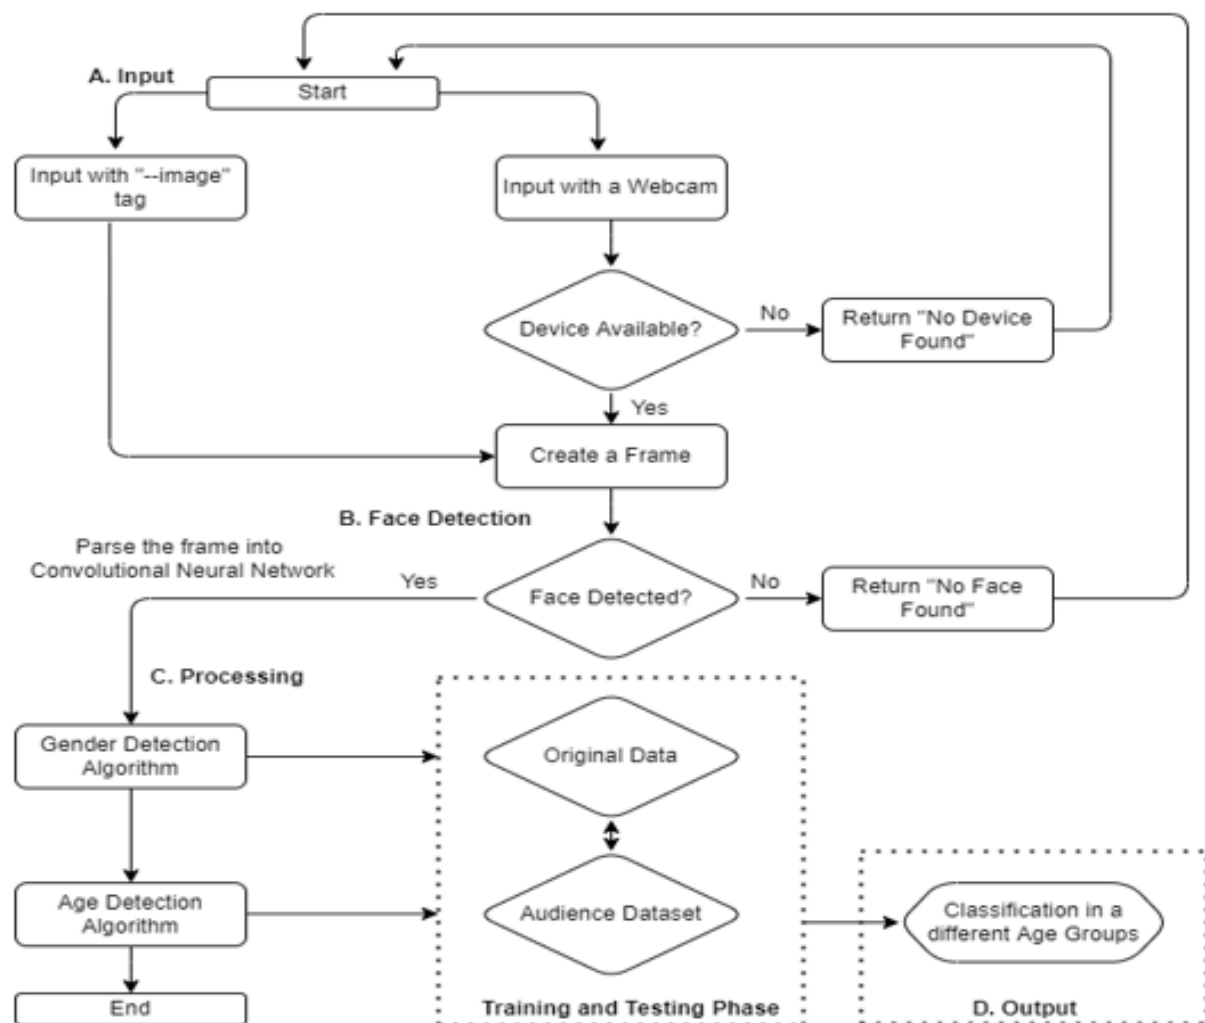 A. Input
Start
Input with "--image"
tag
Input with a Webcam
Device Available?
No
Return "No Device
Found"
Yes
Create a Frame
B. Face Detection
Parse the frame into
Convolutional Neural Network
Yes
Face Detected?
No
Return "No Face
Found"
C. Processing
Gender Detection
Algorithm
Original Data
Age Detection
Algorithm
Audience Dataset
Classification in a
different Age Groups
End
Training and Testing Phase
D. Output